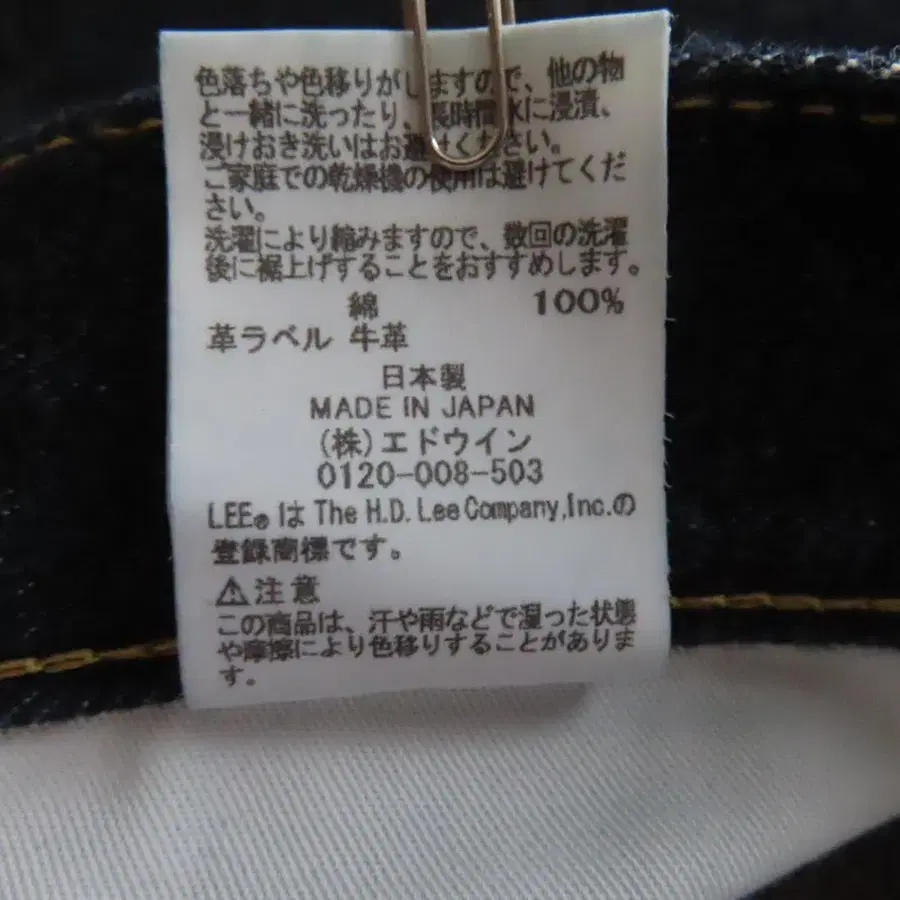 色落ちや色移りがしますので、他の物
と一緒に洗ったり、長時間水に浸漬、
浸けおき洗いはお避けください。
ご家庭での乾燥機の使用は避けてくだ
さい。
洗濯により縮みますので、数回の洗濯
後に裾上げすることをおすすめします。
綿 100%
革ラベル 牛革
日本製
MADE IN JAPAN
(株)エドウイン
0120-008-503
LEE® は The H.D. Lee Company,Inc.の
登録商標です。
⚠注意
この商品は、汗や雨などで湿った状態
や摩擦により色移りすることがありま
す。